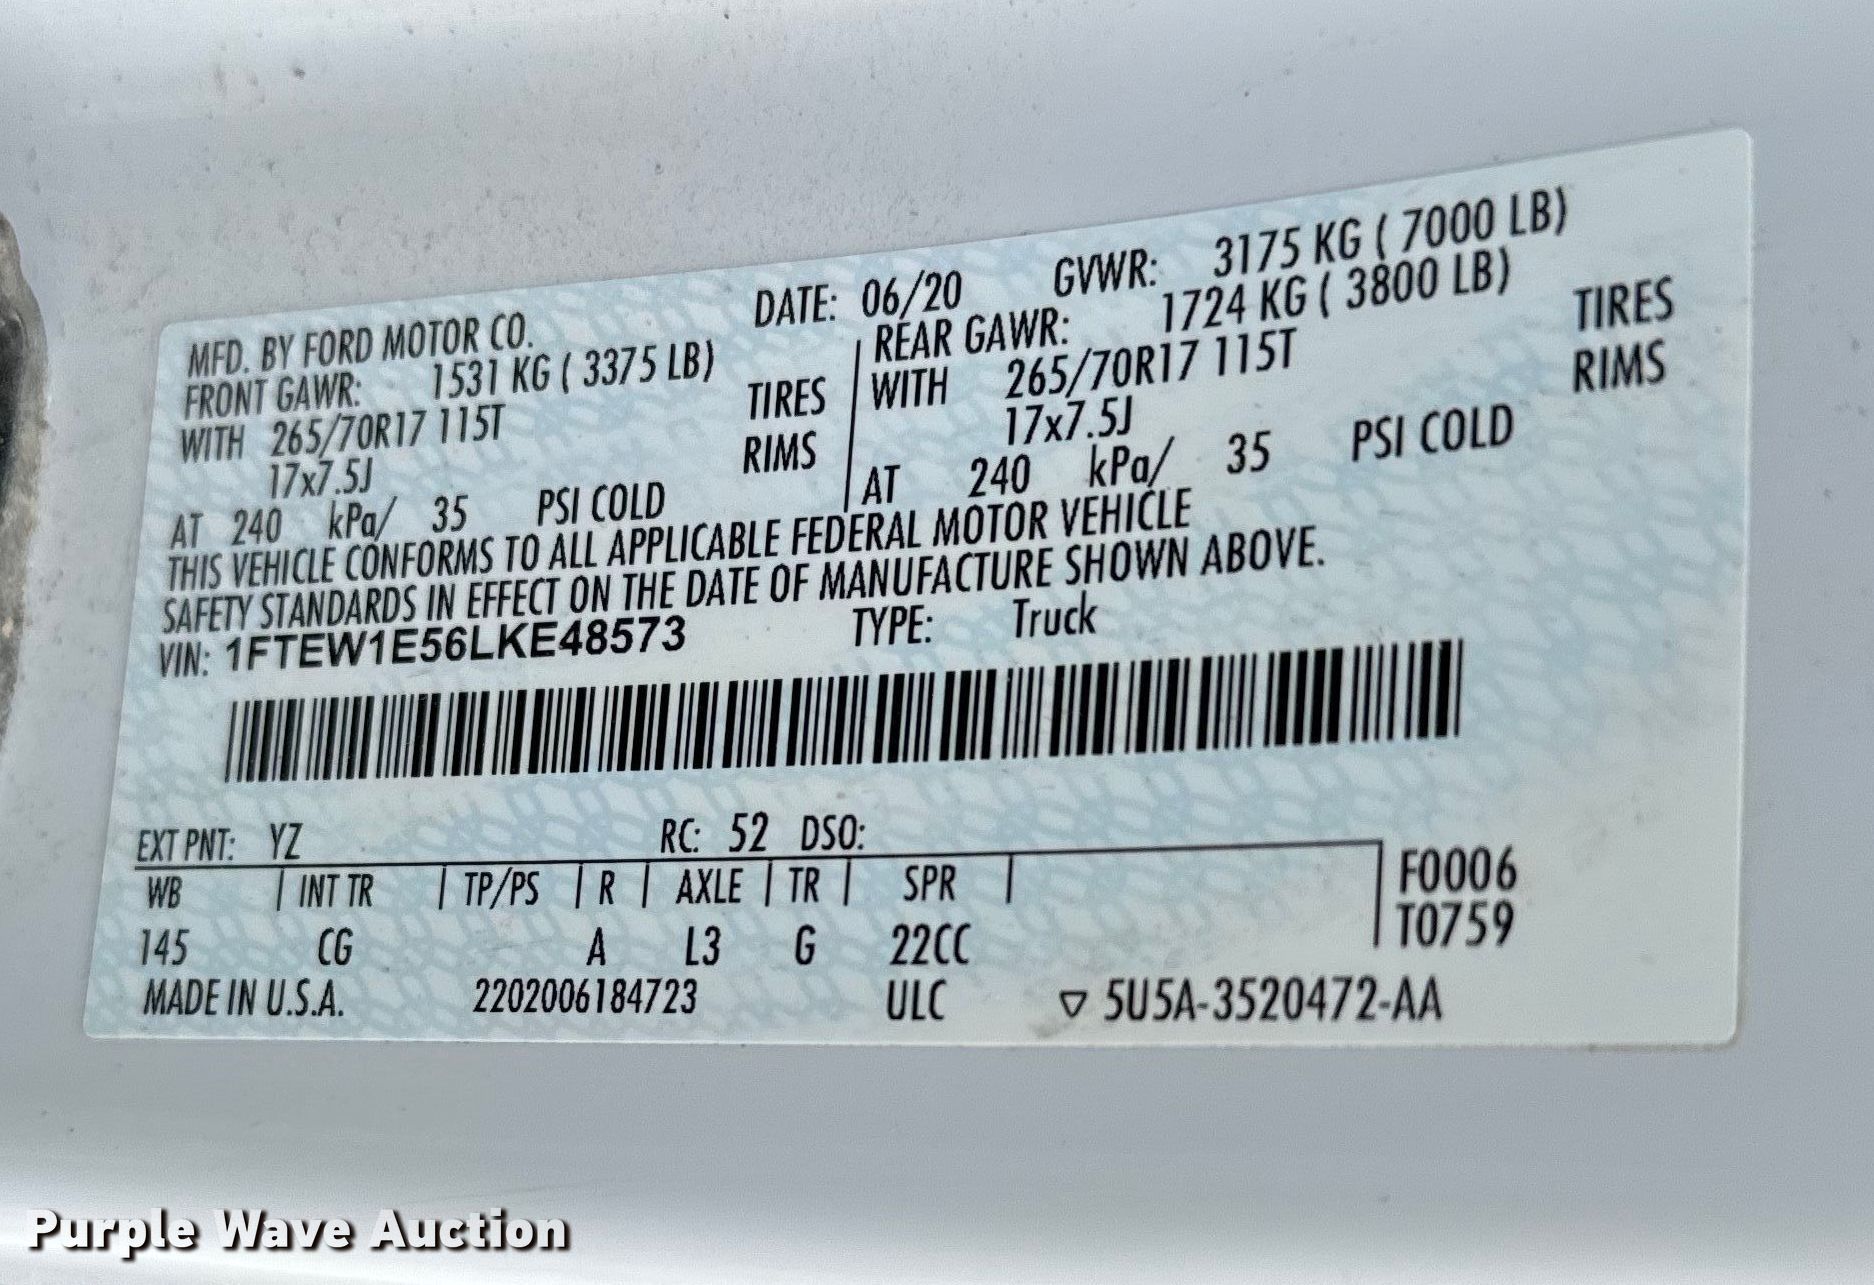 MFD. BY FORD MOTOR CO. DATE: 06/20 GVWR: 3175 KG ( 7000 LB)
FRONT GAWR: 1531 KG ( 3375 LB) REAR GAWR: 1724 KG ( 3800 LB)
WITH 265/70R17 115T TIRES WITH 265/70R17 115T TIRES
17x7.5J RIMS 17x7.5J RIMS
AT 240 kPa/ 35 PSI COLD AT 240 kPa/ 35 PSI COLD
THIS VEHICLE CONFORMS TO ALL APPLICABLE FEDERAL MOTOR VEHICLE
SAFETY STANDARDS IN EFFECT ON THE DATE OF MANUFACTURE SHOWN ABOVE.
VIN: 1FTEW1E56LKE48573 TYPE: Truck
EXT PNT: YZ RC: 52 DSO:
WB INT TR TP/PS R AXLE TR SPR F0006
T0759
145 CG A L3 G 22CC
MADE IN U.S.A. 2202006184723 ULC ▽ 5U5A-3520472-AA
Purple Wave Auction